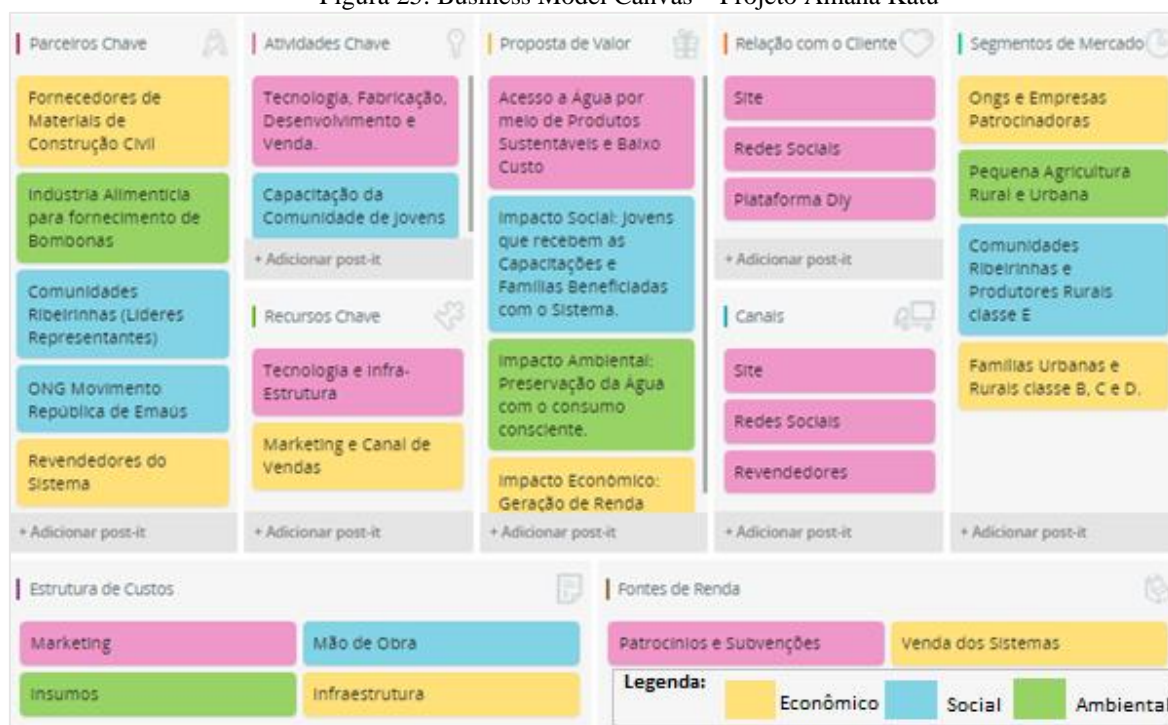 Figura 25: Business Model Canvas – Projeto Amana Katu
Parceiros Chave
Fornecedores de
Materiais de
Construção Civil
Indústria Alimentícia
para fornecimento de
Bombonas
Comunidades
Ribeirinhas (Líderes
Representantes)
ONG Movimento
República de Emaús
Revendedores do
Sistema
+ Adicionar post-it
Atividades Chave
Tecnologia, Fabricação,
Desenvolvimento e
Venda.
Capacitação da
Comunidade de Jovens
+ Adicionar post-it
Recursos Chave
Tecnologia e Infra-
Estrutura
Marketing e Canal de
Vendas
+ Adicionar post-it
Proposta de Valor
Acesso a Água por
meio de Produtos
Sustentáveis e Baixo
Custo
Impacto Social: Jovens
que recebem as
Capacitações e
Famílias Beneficiadas
com o Sistema.
Impacto Ambiental:
Preservação da Água
com o consumo
consciente.
Impacto Econômico:
Geração de Renda
+ Adicionar post-it
Relação com o Cliente
Site
Redes Sociais
Plataforma Diy
+ Adicionar post-it
Canais
Site
Redes Sociais
Revendedores
+ Adicionar post-it
Segmentos de Mercado
Ongs e Empresas
Patrocinadoras
Pequena Agricultura
Rural e Urbana
Comunidades
Ribeirinhas e
Produtores Rurais
classe E
Famílias Urbanas e
Rurais classe B, C e D.
+ Adicionar post-it
Estrutura de Custos
Marketing
Mão de Obra
Insumos
Infraestrutura
Fontes de Renda
Patrocínios e Subvenções
Venda dos Sistemas
Legenda:
Econômico
Social
Ambiental